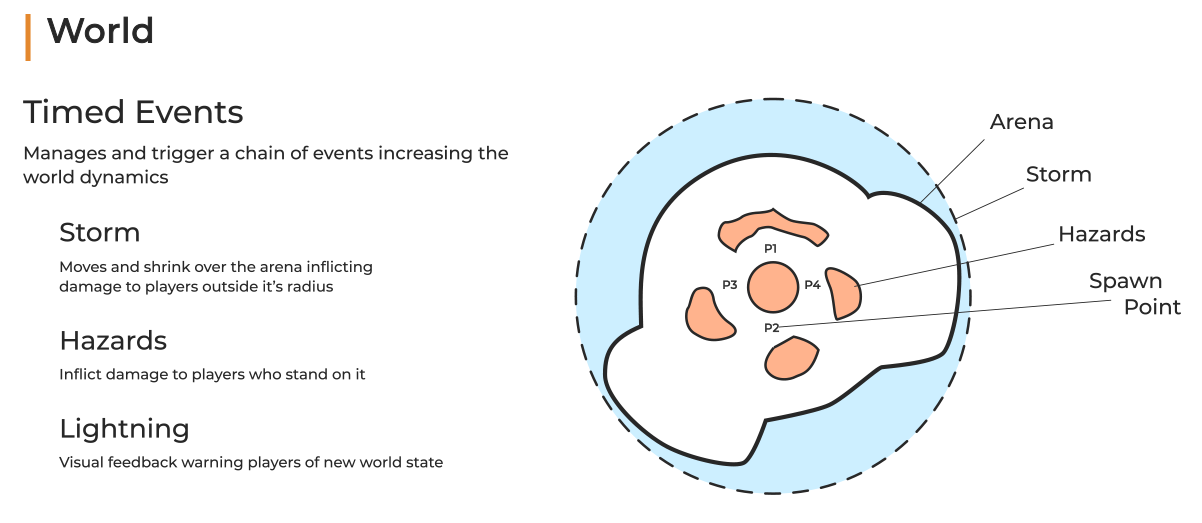 World
Timed Events
Manages and trigger a chain of events increasing the
world dynamics
Storm
Moves and shrink over the arena inflicting
damage to players outside it's radius
Hazards
Inflict damage to players who stand on it
Lightning
Visual feedback warning players of new world state
Arena
Storm
Hazards
Spawn
Point
P1
P3
P4
P2